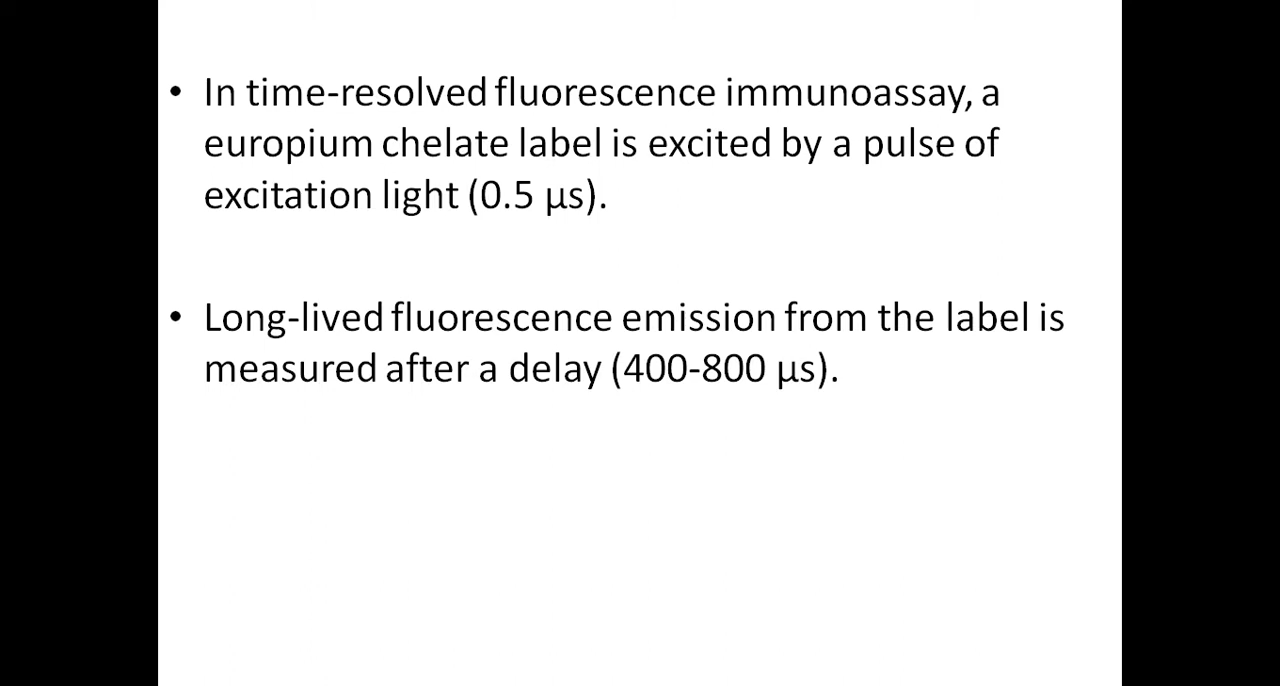 • In time-resolved fluorescence immunoassay, a
europium chelate label is excited by a pulse of
excitation light (0.5 µs).
• Long-lived fluorescence emission from the label is
measured after a delay (400-800 µs).